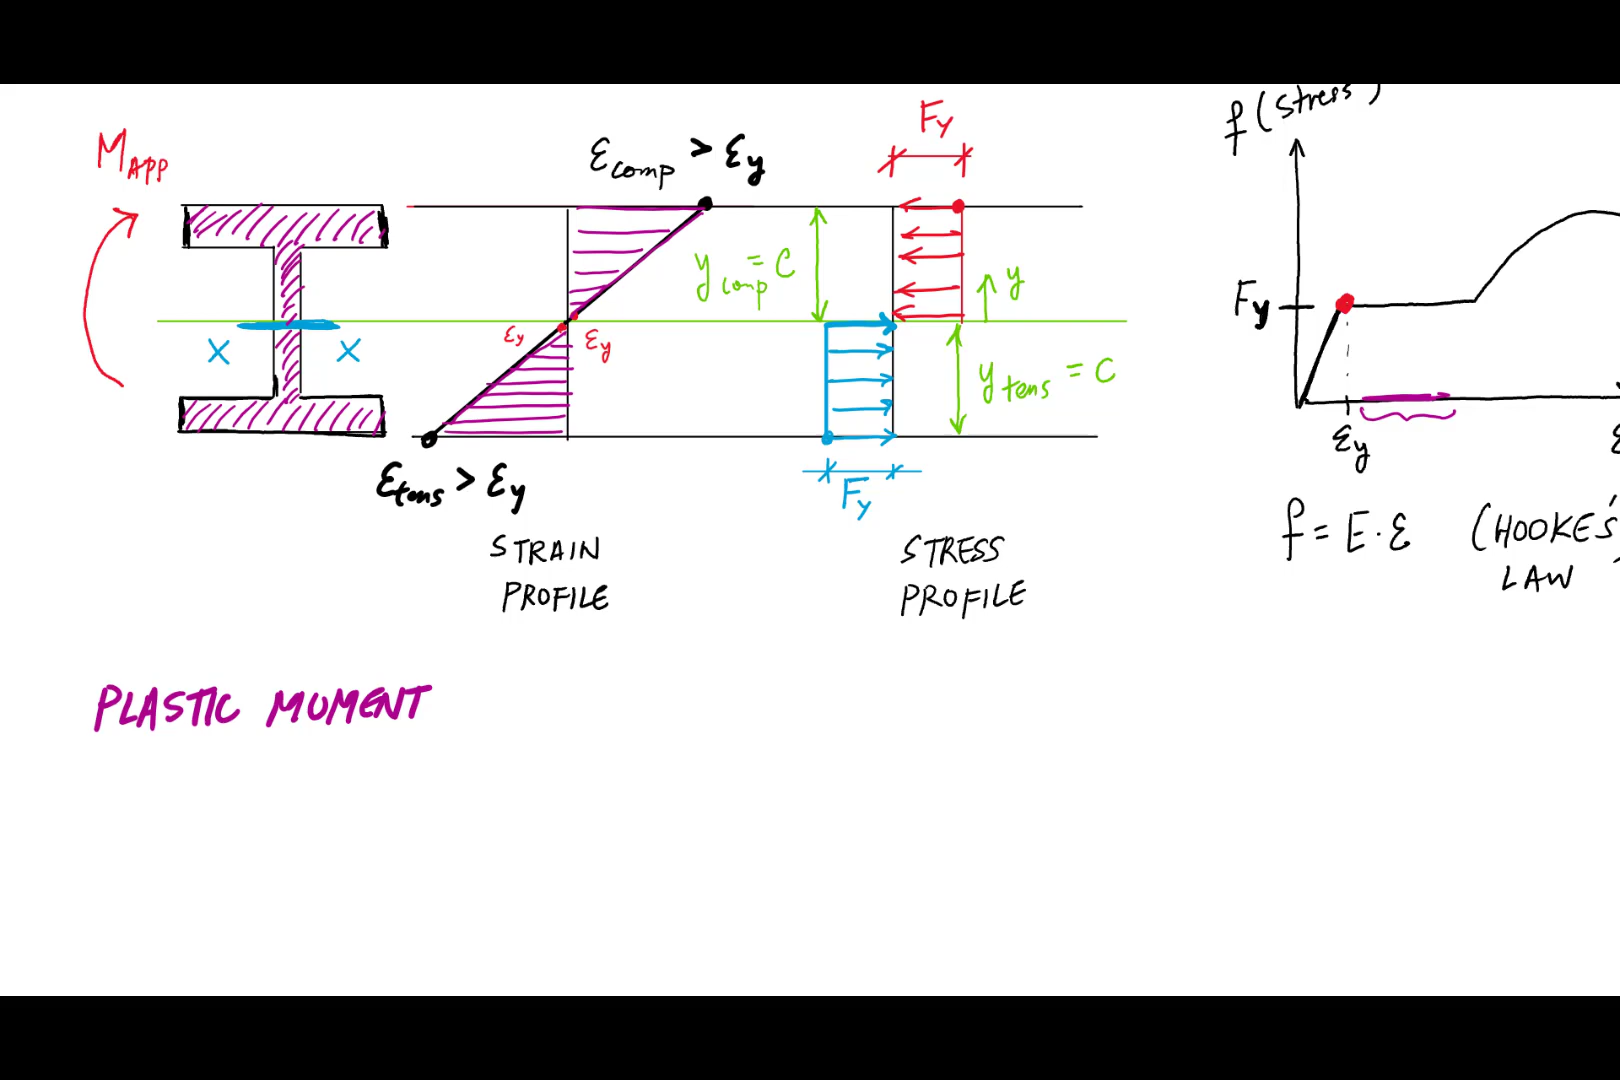 M_APP
ε_comp > ε_y
F_y
y_comp = c
y
ε_y
ε_y
x x
y_tens = c
ε_tens > ε_y
F_y
STRAIN
PROFILE
STRESS
PROFILE
f (stress)
F_y
ε_y
ε
f = E · ε (HOOKE'S
LAW
PLASTIC MOMENT